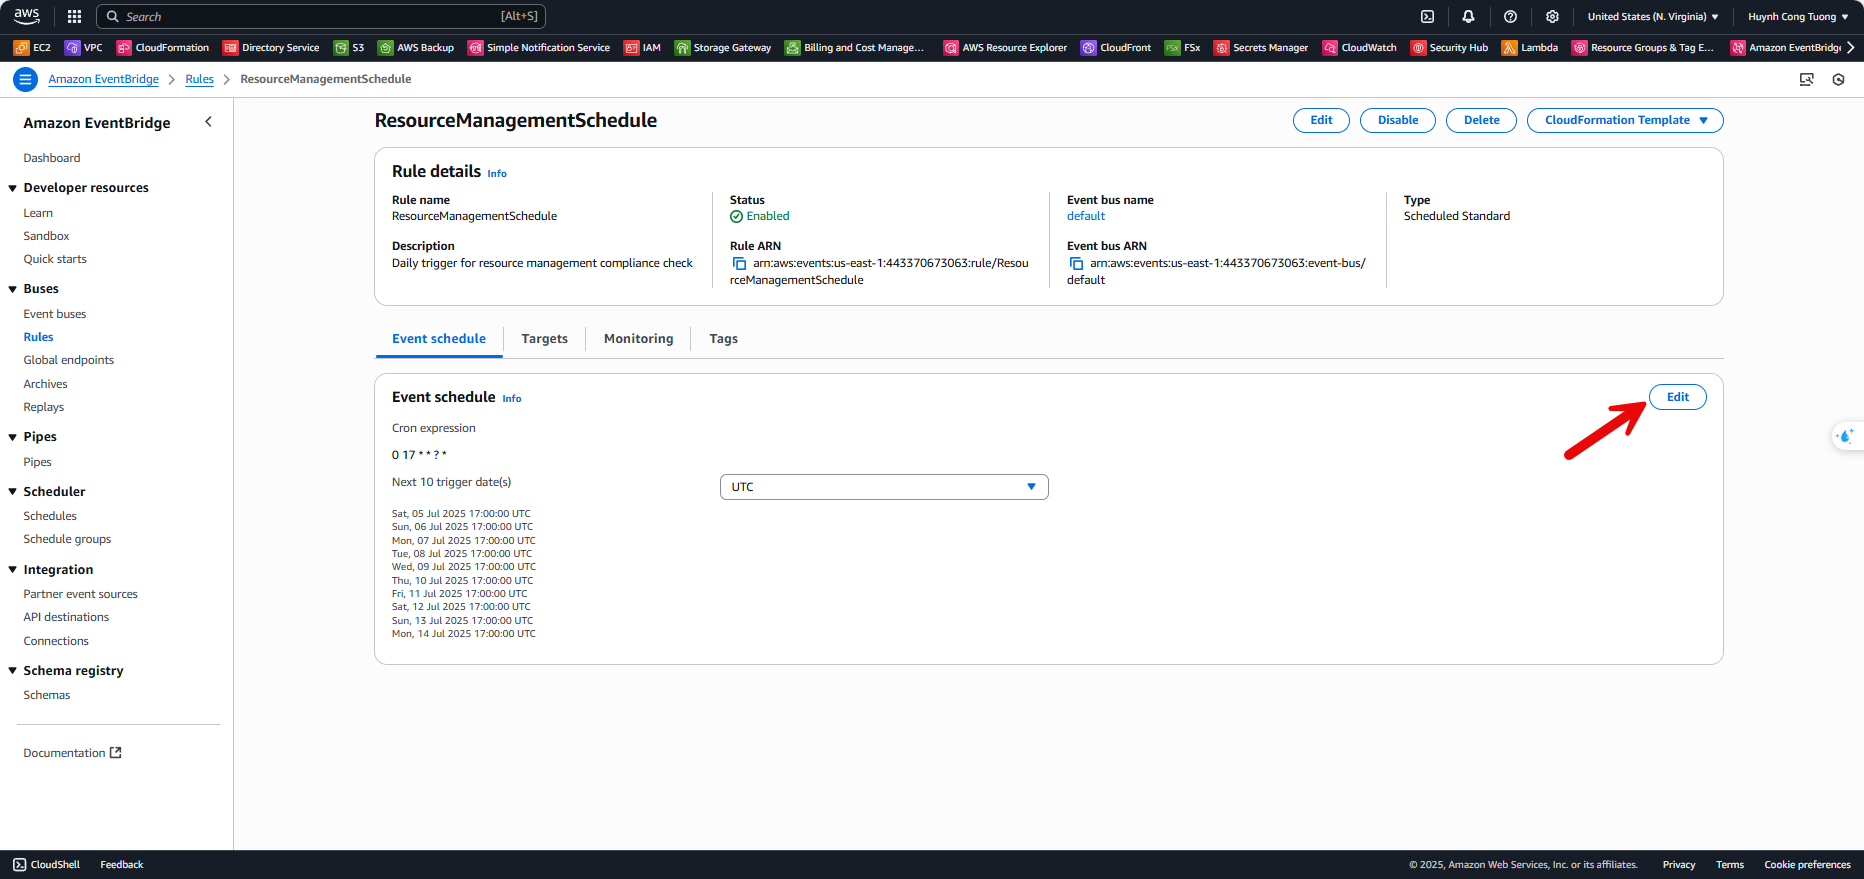 aws
Search [Alt+S]
United States (N. Virginia)
Huynh Cong Tuong
EC2
VPC
CloudFormation
Directory Service
S3
AWS Backup
Simple Notification Service
IAM
Storage Gateway
Billing and Cost Manage...
AWS Resource Explorer
CloudFront
FSx
Secrets Manager
CloudWatch
Security Hub
Lambda
Resource Groups & Tag E...
Amazon EventBridge
Amazon EventBridge > Rules > ResourceManagementSchedule
Amazon EventBridge
Dashboard
Developer resources
Learn
Sandbox
Quick starts
Buses
Event buses
Rules
Global endpoints
Archives
Replays
Pipes
Pipes
Scheduler
Schedules
Schedule groups
Integration
Partner event sources
API destinations
Connections
Schema registry
Schemas
Documentation
ResourceManagementSchedule
Edit
Disable
Delete
CloudFormation Template
Rule details Info
Rule name
ResourceManagementSchedule
Description
Daily trigger for resource management compliance check
Status
Enabled
Rule ARN
arn:aws:events:us-east-1:443370673063:rule/Resou
rceManagementSchedule
Event bus name
default
Event bus ARN
arn:aws:events:us-east-1:443370673063:event-bus/
default
Type
Scheduled Standard
Event schedule
Targets
Monitoring
Tags
Event schedule Info
Edit
Cron expression
0 17 * * ? *
Next 10 trigger date(s)
UTC
Sat, 05 Jul 2025 17:00:00 UTC
Sun, 06 Jul 2025 17:00:00 UTC
Mon, 07 Jul 2025 17:00:00 UTC
Tue, 08 Jul 2025 17:00:00 UTC
Wed, 09 Jul 2025 17:00:00 UTC
Thu, 10 Jul 2025 17:00:00 UTC
Fri, 11 Jul 2025 17:00:00 UTC
Sat, 12 Jul 2025 17:00:00 UTC
Sun, 13 Jul 2025 17:00:00 UTC
Mon, 14 Jul 2025 17:00:00 UTC
CloudShell
Feedback
© 2025, Amazon Web Services, Inc. or its affiliates.
Privacy
Terms
Cookie preferences